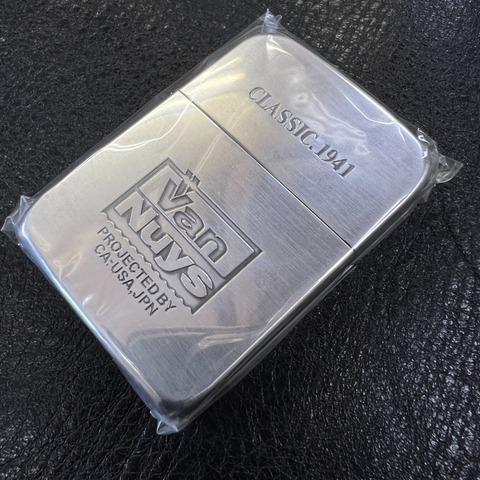 CLASSIC.1941
Van
Nuys
PROJECTED BY
CA-USA.JPN